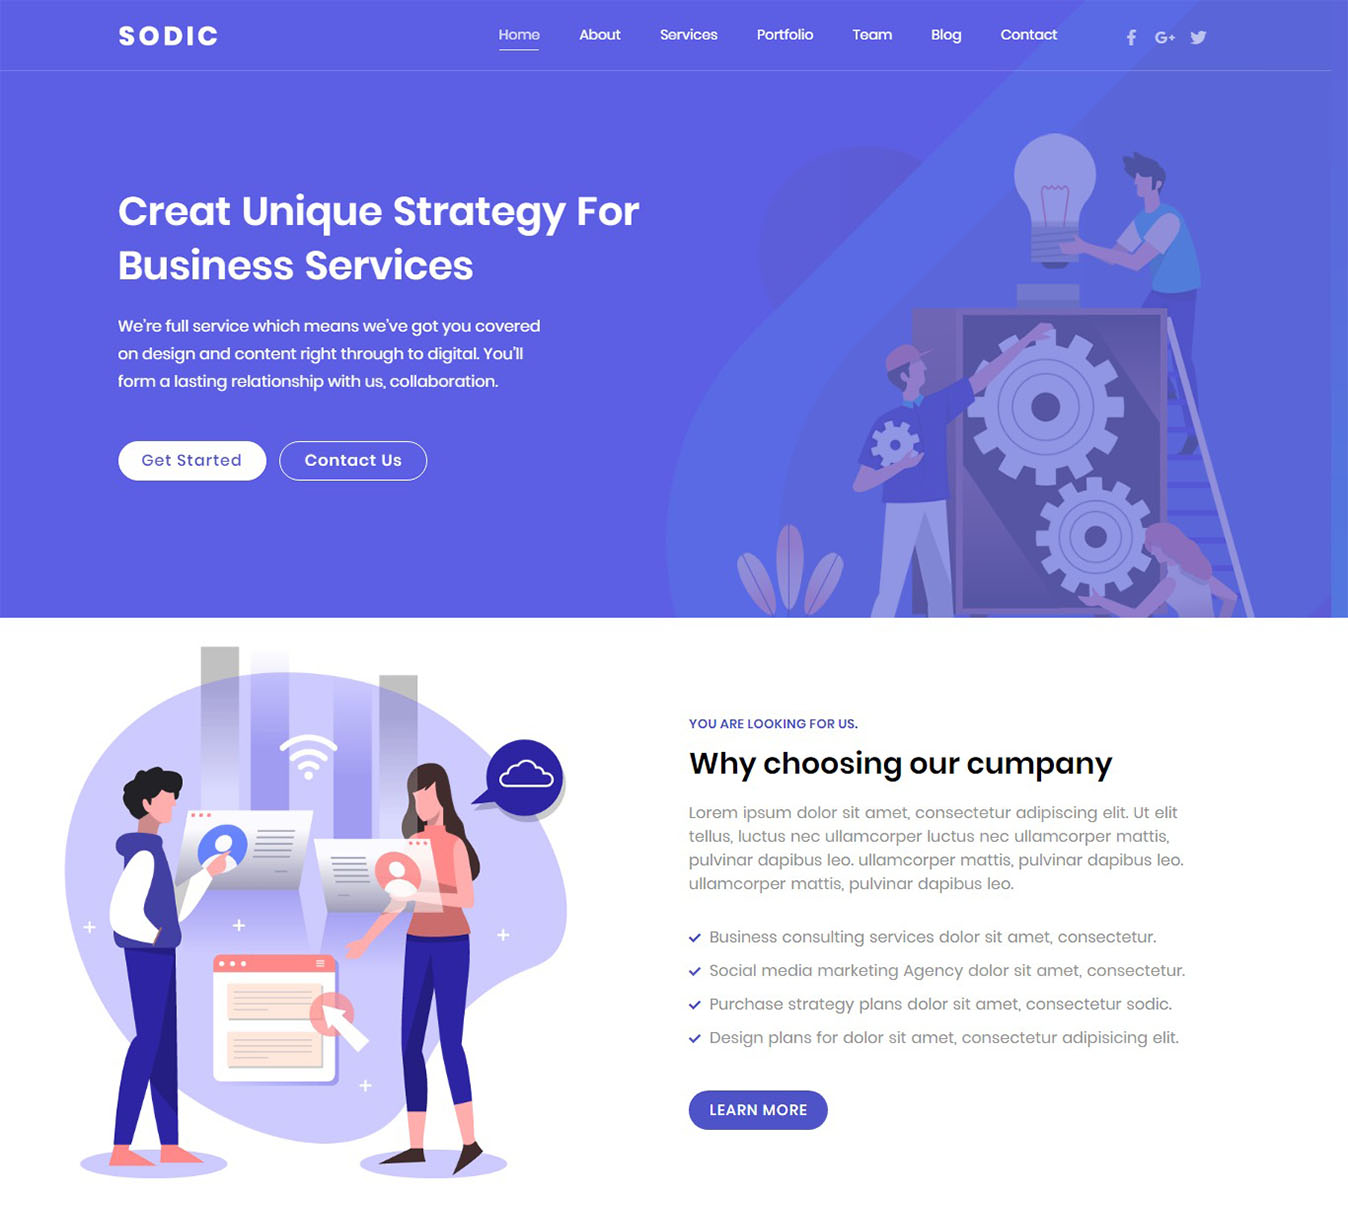 SODIC
Home About Services Portfolio Team Blog Contact
Creat Unique Strategy For
Business Services
We're full service which means we've got you covered
on design and content right through to digital. You'll
form a lasting relationship with us, collaboration.
Get Started Contact Us
YOU ARE LOOKING FOR US.
Why choosing our cumpany
Lorem ipsum dolor sit amet, consectetur adipiscing elit. Ut elit
tellus, luctus nec ullamcorper luctus nec ullamcorper mattis,
pulvinar dapibus leo. ullamcorper mattis, pulvinar dapibus leo.
ullamcorper mattis, pulvinar dapibus leo.
Business consulting services dolor sit amet, consectetur.
Social media marketing Agency dolor sit amet, consectetur.
Purchase strategy plans dolor sit amet, consectetur sodic.
Design plans for dolor sit amet, consectetur adipisicing elit.
LEARN MORE